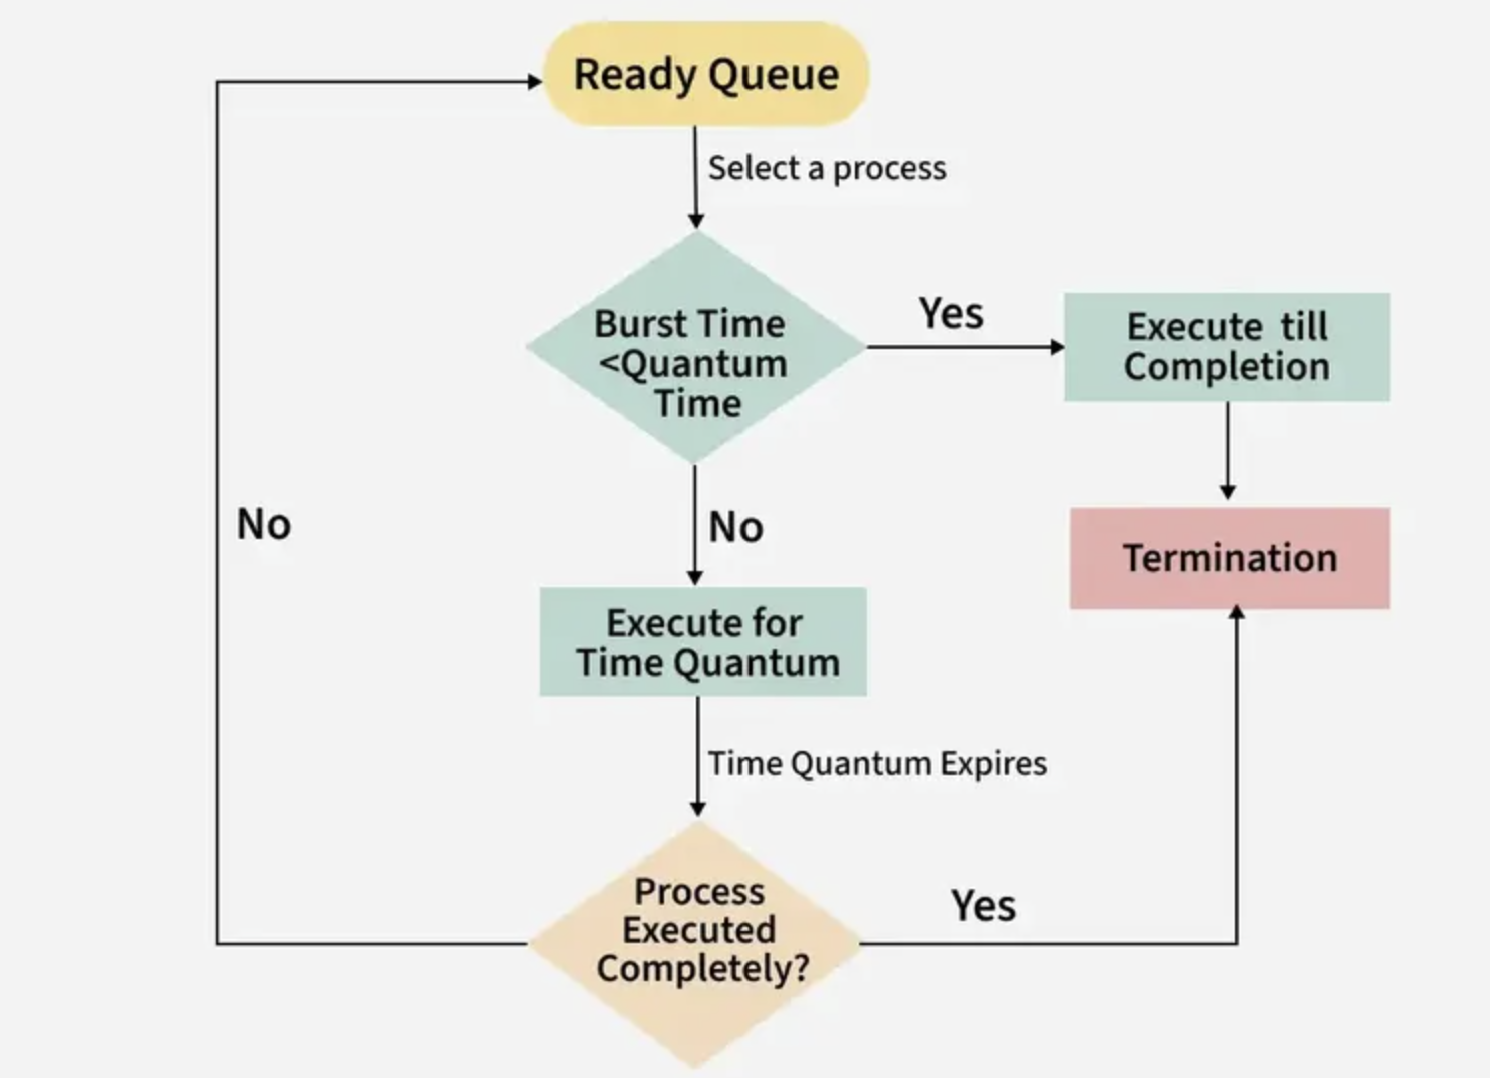 Ready Queue
Select a process
Burst Time
<Quantum
Time
Yes
Execute till
Completion
No
No
Termination
Execute for
Time Quantum
Time Quantum Expires
Process
Executed
Completely?
Yes